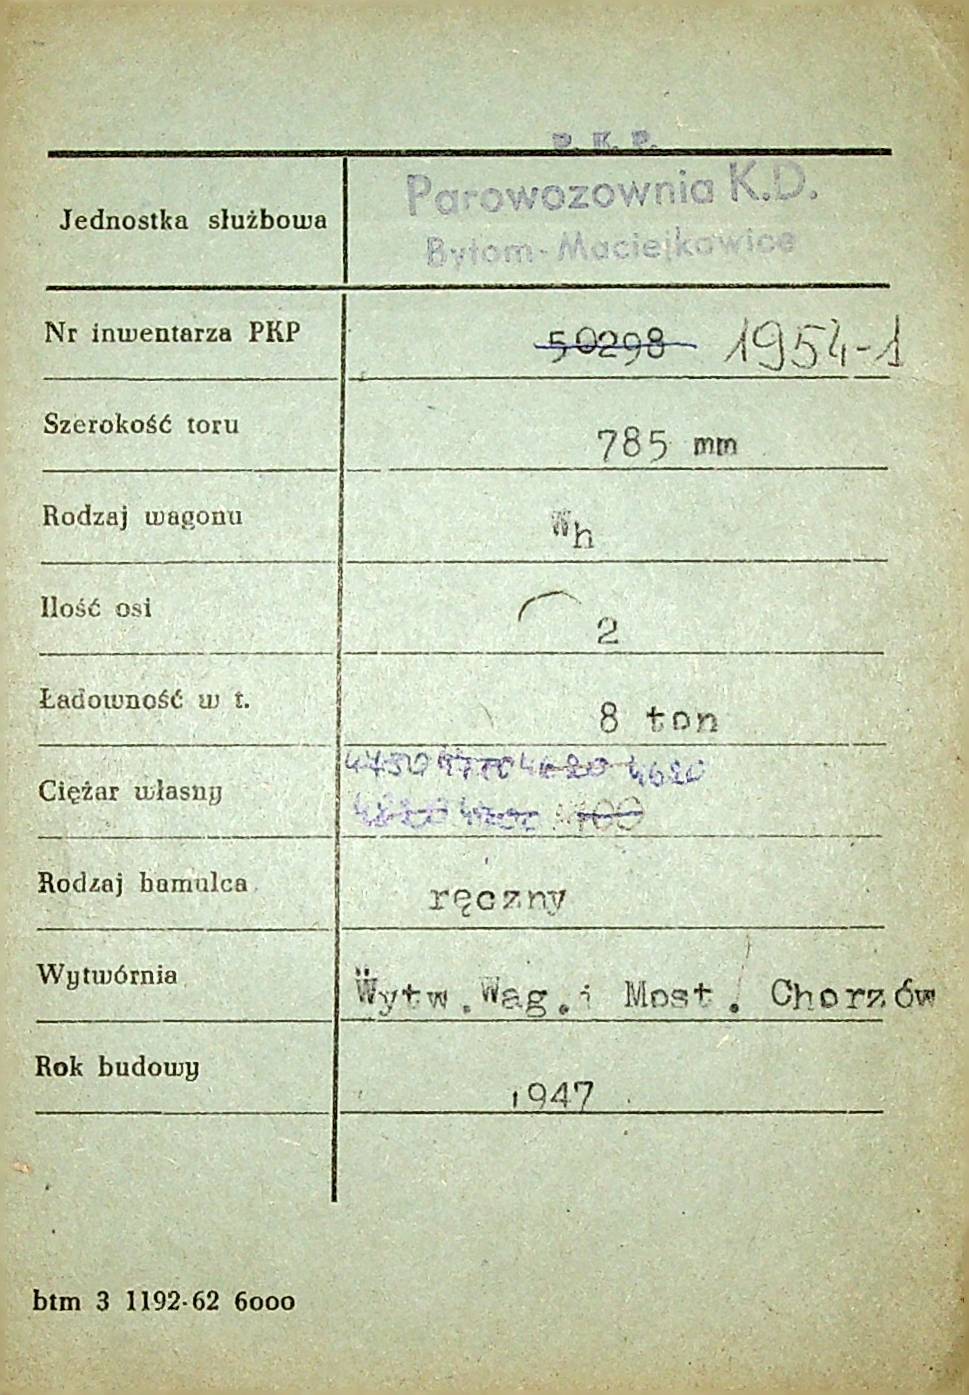 P. K. P.
Jednostka służbowa Parowozownia K.D.
Bytom-Maciejkowice
Nr inwentarza PKP 50298 1954-1
Szerokość toru 785 mm
Rodzaj wagonu Wh
Ilość osi 2
Ładowność w t. 8 ton
Ciężar własny 4620
Rodzaj hamulca ręczny
Wytwórnia Wytw. Wag. i Most. Chorzów
Rok budowy 1947
btm 3 1192-62 6000